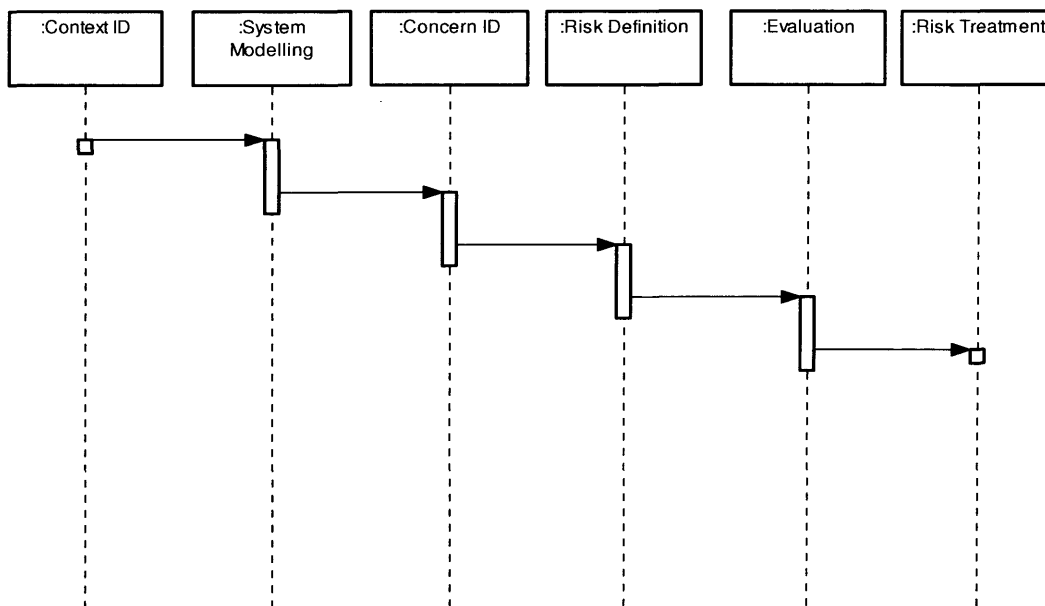 :Context ID
:System
Modelling
:Concern ID
:Risk Definition
:Evaluation
:Risk Treatment